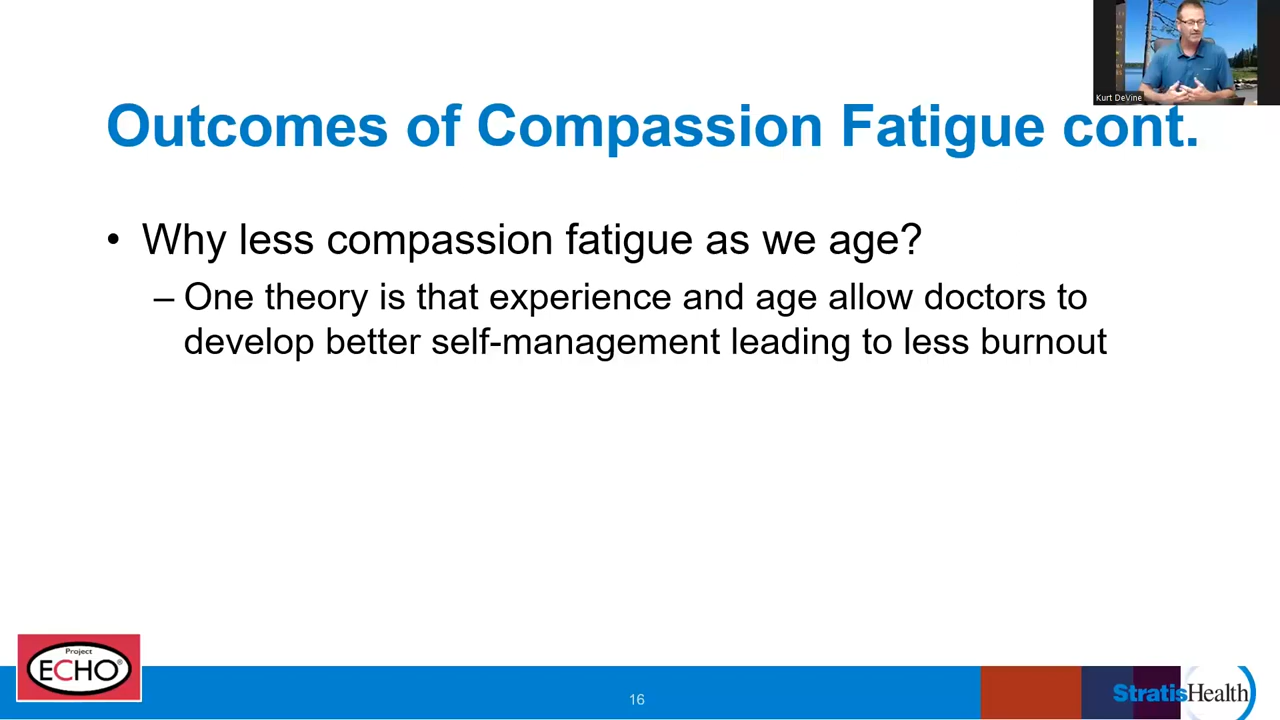 Kurt DeVine
Outcomes of Compassion Fatigue cont.
• Why less compassion fatigue as we age?
– One theory is that experience and age allow doctors to
develop better self-management leading to less burnout
Project
ECHO®
16
StratisHealth